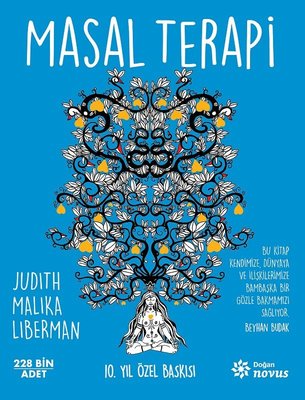 MASAL TERAPİ
BU KİTAP
KENDİMİZE, DÜNYAYA
VE İLİŞKİLERİMİZE
BAMBAŞKA BİR
GÖZLE BAKMAMIZI
SAĞLIYOR.
BEYHAN BUDAK
JUDITH
MALIKA
LIBERMAN
228 BİN
ADET
10. YIL ÖZEL BASKISI
Doğan
novus